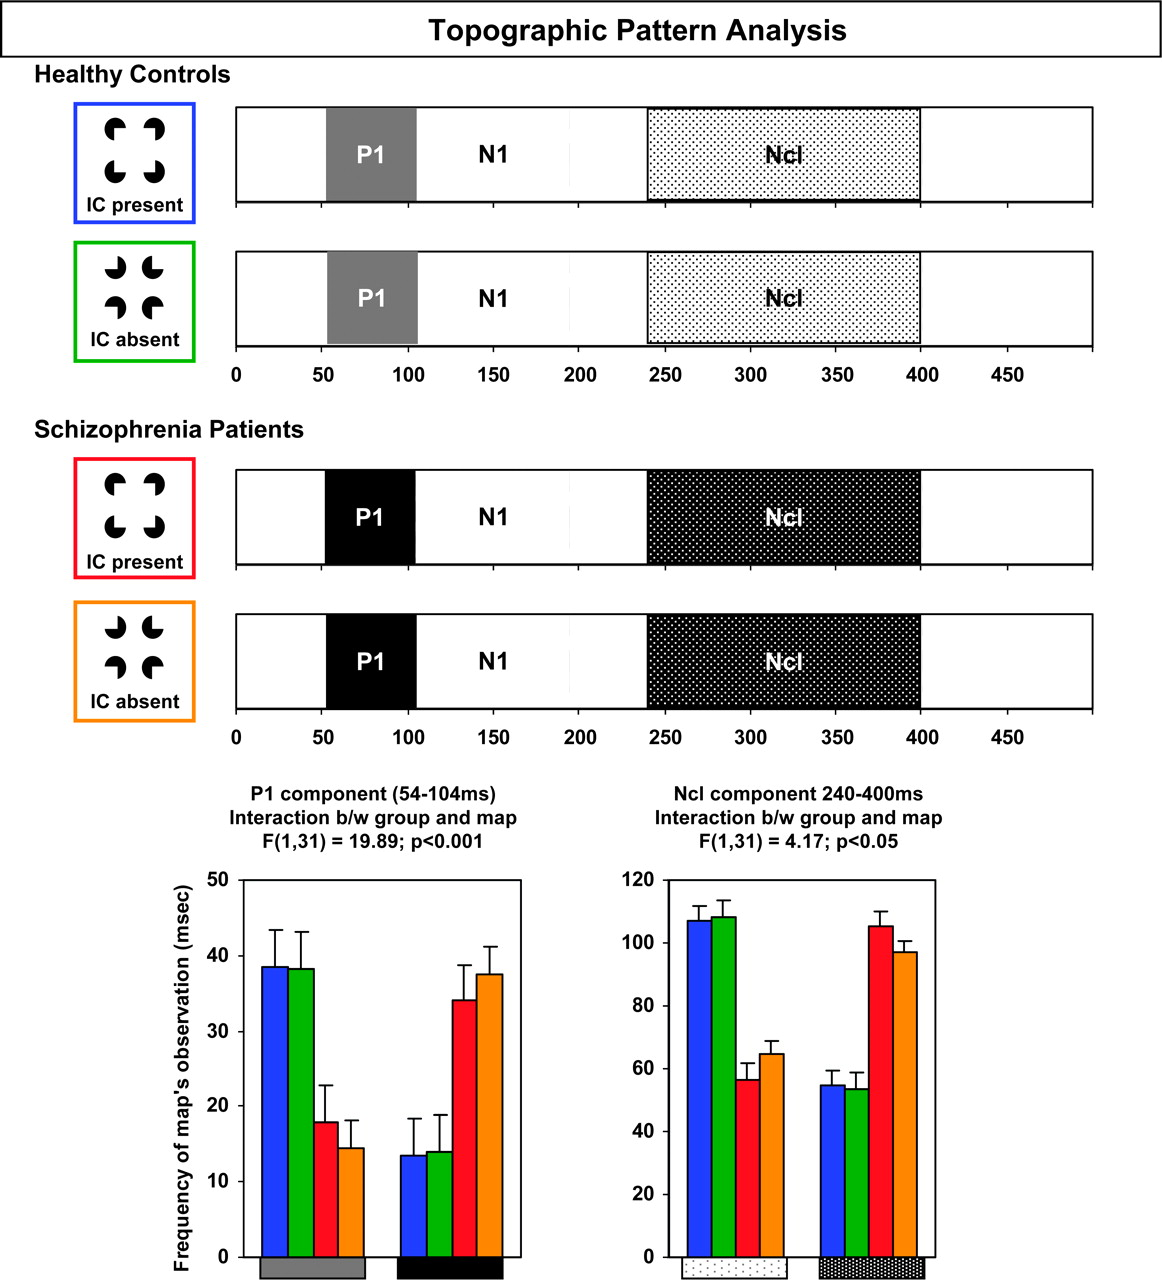 Topographic Pattern Analysis
Healthy Controls
IC present
P1 N1 Ncl
IC absent
P1 N1 Ncl
0 50 100 150 200 250 300 350 400 450
Schizophrenia Patients
IC present
P1 N1 Ncl
IC absent
P1 N1 Ncl
0 50 100 150 200 250 300 350 400 450
P1 component (54-104ms)
Interaction b/w group and map
F(1,31) = 19.89; p<0.001
Frequency of map's observation (msec)
50
40
30
20
10
0
Ncl component 240-400ms
Interaction b/w group and map
F(1,31) = 4.17; p<0.05
120
100
80
60
40
20
0